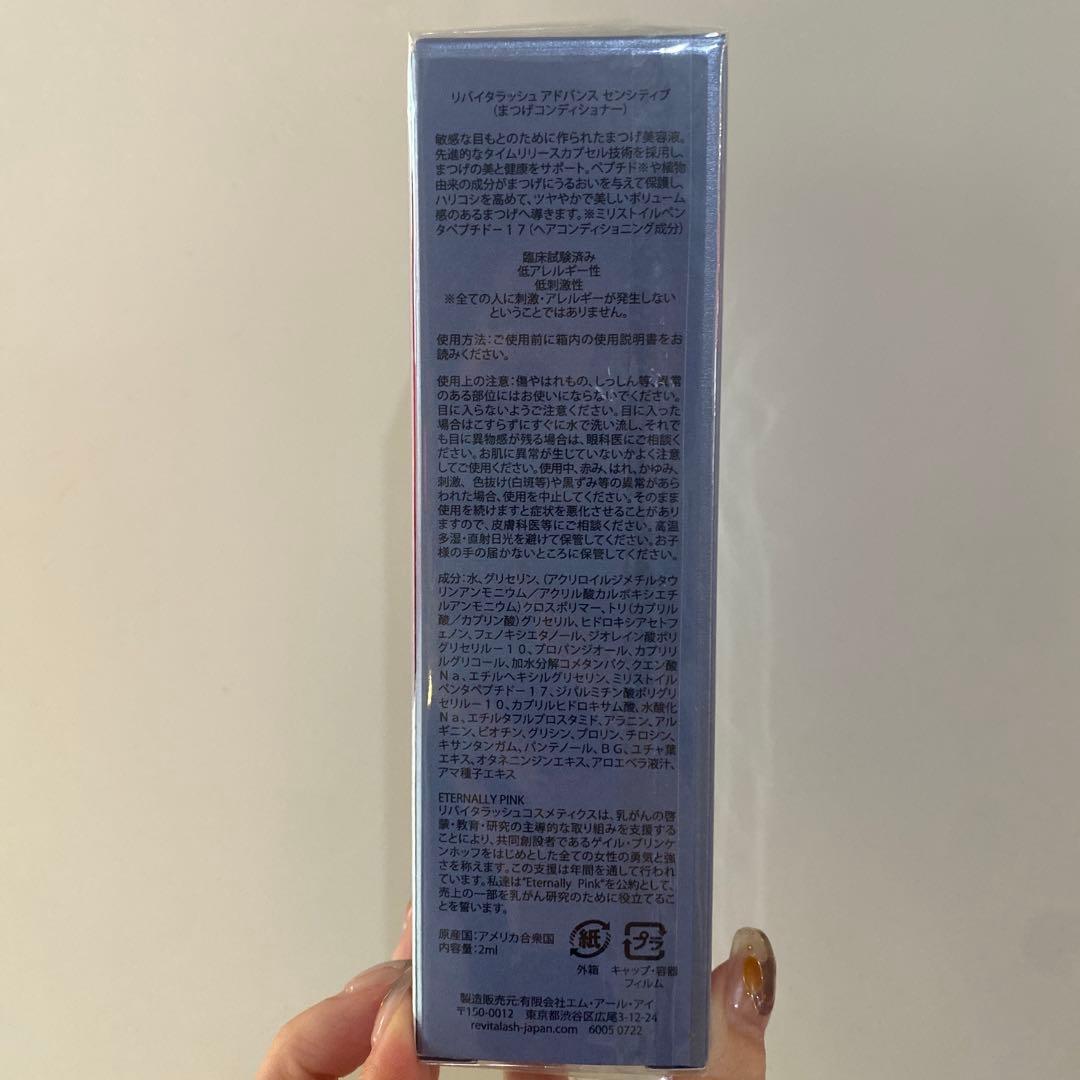 リバイタラッシュ アドバンス センシティブ
(まつげコンディショナー)
敏感な目もとのために作られたまつげ美容液。
先進的なタイムリリースカプセル技術を採用し、
まつげの美と健康をサポート。ペプチド※や植物
由来の成分がまつげにうるおいを与えて保護し、
ハリコシを高めて、ツヤやかで美しいボリューム
感のあるまつげへ導きます。※ミリストイルペン
タペプチドー17(ヘアコンディショニング成分)
臨床試験済み
低アレルギー性
低刺激性
※全ての人に刺激・アレルギーが発生しない
ということではありません。
使用方法:ご使用前に箱内の使用説明書をお
読みください。
使用上の注意:傷やはれもの、しっしん等、異常
のある部位にはお使いにならないでください。
目に入らないようご注意ください。目に入った
場合はこすらずにすぐに水で洗い流し、それで
も目に異物感が残る場合は、眼科医にご相談く
ださい。お肌に異常が生じていないかよく注意
してご使用ください。使用中、赤み、はれ、かゆみ、
刺激、色抜け(白斑等)や黒ずみ等の異常があら
われた場合、使用を中止してください。そのまま
使用を続けますと症状を悪化させることがあり
ますので、皮膚科医等にご相談ください。高温
多湿・直射日光を避けて保管してください。お子
様の手の届かないところに保管してください。
成分:水、グリセリン、(アクリロイルジメチルタウ
リンアンモニウム/アクリル酸カルボキシエチ
ルアンモニウム)クロスポリマー、トリ(カプリル
酸/カプリン酸)グリセリル、ヒドロキシアセトフ
ェノン、フェノキシエタノール、ジオレイン酸ポリ
グリセリルー10、プロパンジオール、カプリリ
ルグリコール、加水分解コメタンパク、クエン酸
Na、エチルヘキシルグリセリン、ミリストイル
ペンタペプチドー17、ジパルミチン酸ポリグリ
セリルー10、カプリルヒドロキサム酸、水酸化
Na、エチルタフルプロスタミド、アラニン、アル
ギニン、ビオチン、グリシン、プロリン、チロシン、
キサンタンガム、パンテノール、BG、ユチャ葉
エキス、オタネニンジンエキス、アロエベラ液汁、
アマ種子エキス
ETERNALLY PINK
リバイタラッシュコスメティクスは、乳がんの啓
蒙・教育・研究の主導的な取り組みを支援する
ことにより、共同創設者であるゲイル・ブリンケ
ンホッフをはじめとした全ての女性の勇気と強
さを称えます。この支援は年間を通して行われ
ています。私達は"Eternally Pink"を公約として、
売上の一部を乳がん研究のために役立てるこ
とを誓います。
原産国:アメリカ合衆国
内容量:2ml
紙
プラ
外箱 キャップ・容器
フィルム
製造販売元:有限会社エム・アール・アイ
〒150-0012 東京都渋谷区広尾3-12-24
revitalash-japan.com 6005 0722